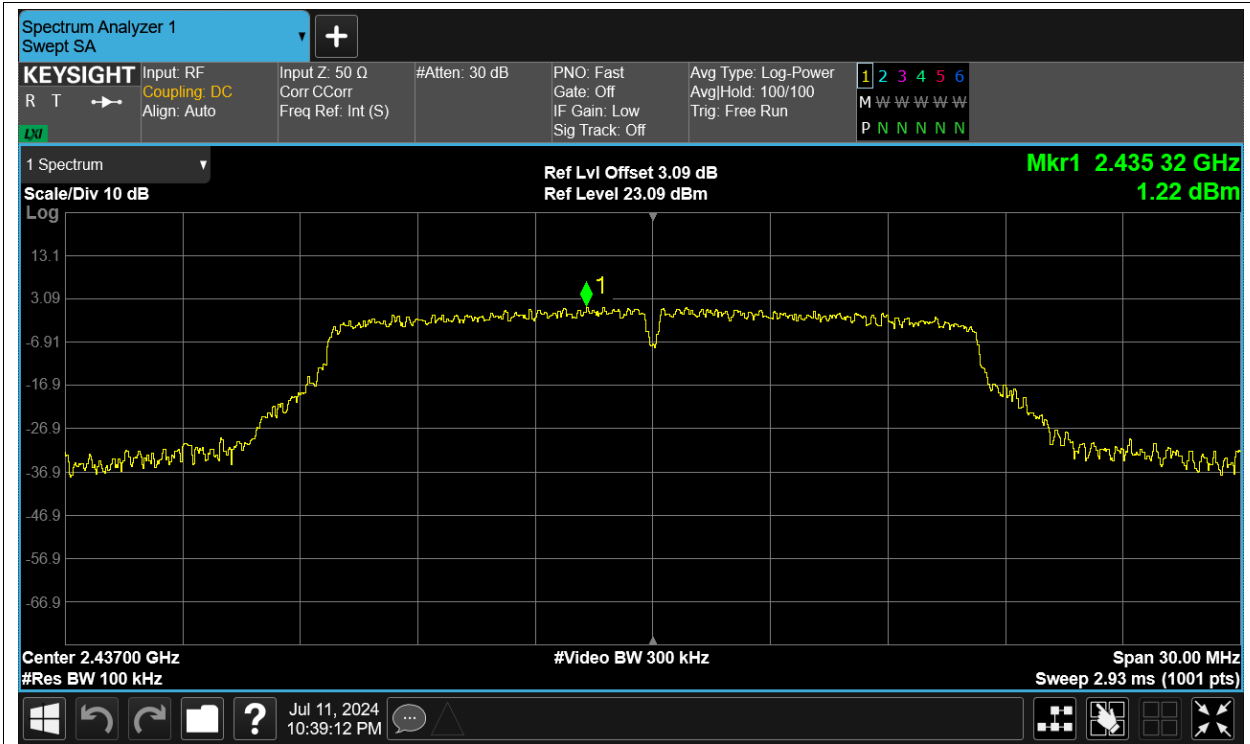 Spectrum Analyzer 1
Swept SA
KEYSIGHT
R T
LXI
Input: RF
Coupling: DC
Align: Auto
Input Z: 50 Ω
Corr CCorr
Freq Ref: Int (S)
#Atten: 30 dB
PNO: Fast
Gate: Off
IF Gain: Low
Sig Track: Off
Avg Type: Log-Power
Avg|Hold: 100/100
Trig: Free Run
1 2 3 4 5 6
M W W W W W
P N N N N N
1 Spectrum
Scale/Div 10 dB
Log
Ref Lvl Offset 3.09 dB
Ref Level 23.09 dBm
Mkr1 2.435 32 GHz
1.22 dBm
13.1
3.09
-6.91
-16.9
-26.9
-36.9
-46.9
-56.9
-66.9
1
Center 2.43700 GHz
#Res BW 100 kHz
#Video BW 300 kHz
Span 30.00 MHz
Sweep 2.93 ms (1001 pts)
?
Jul 11, 2024
10:39:12 PM